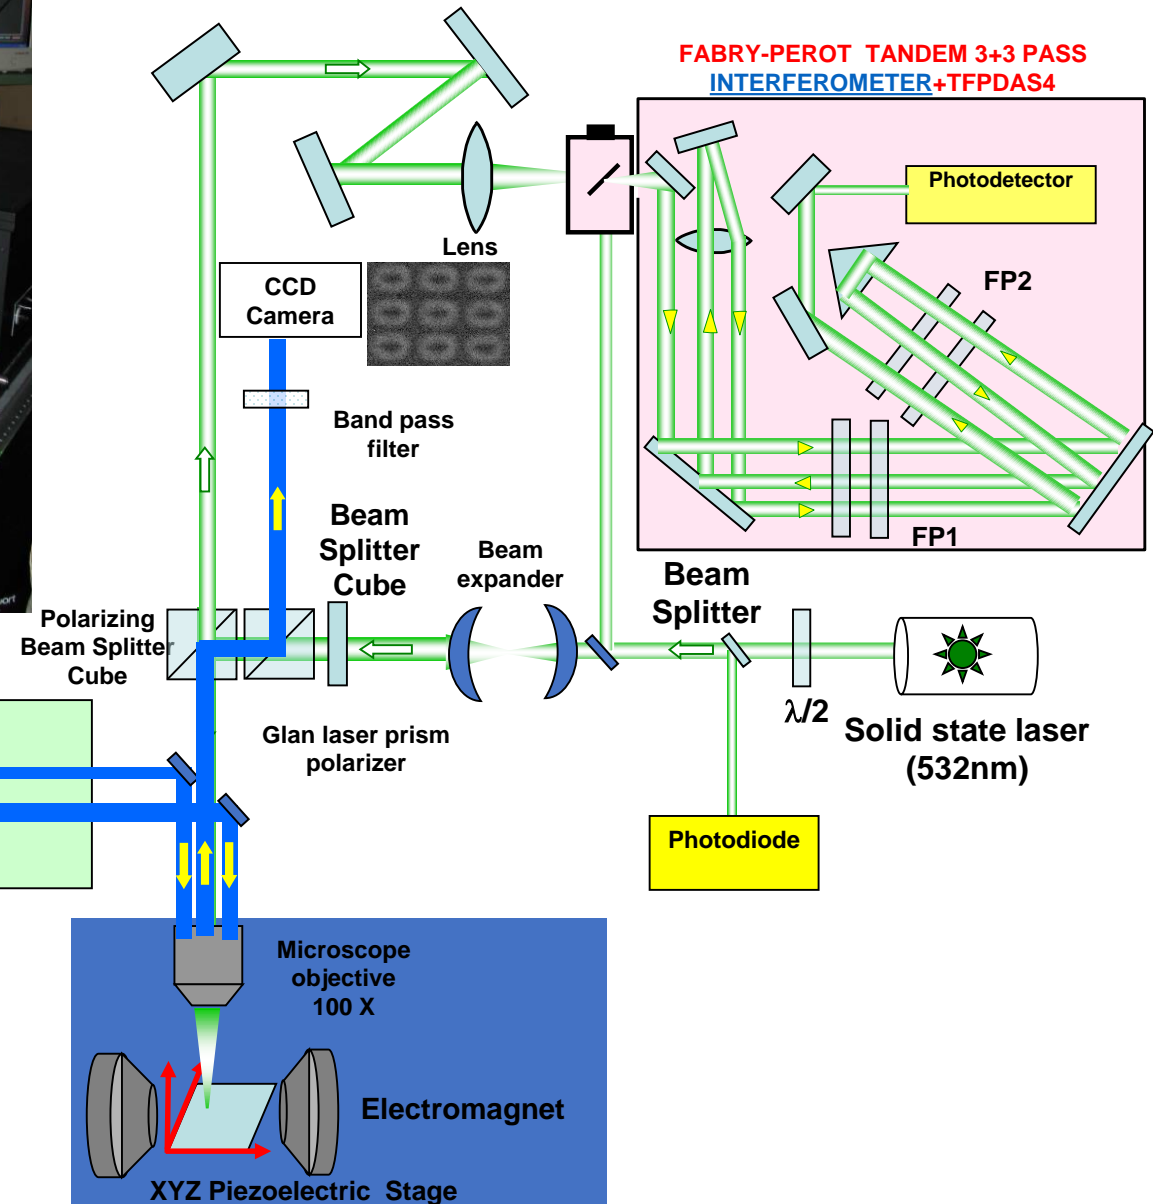 FABRY-PEROT TANDEM 3+3 PASS
INTERFEROMETER+TFPDAS4
Photodetector
Lens
CCD
Camera
FP2
Band pass
filter
FP1
Beam
Splitter
Cube
Beam
expander
Beam
Splitter
Polarizing
Beam Splitter
Cube
λ/2
Solid state laser
(532nm)
Glan laser prism
polarizer
Photodiode
Microscope
objective
100 X
Electromagnet
XYZ Piezoelectric Stage